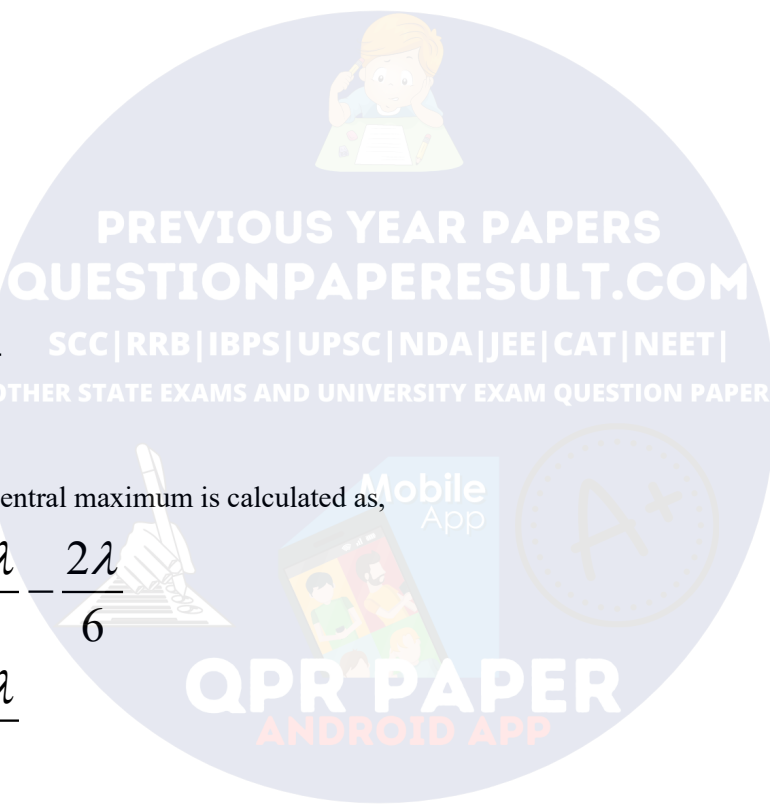 PREVIOUS YEAR PAPERS
QUESTIONPAPERESULT.COM
SCC|RRB|IBPS|UPSC|NDA|JEE|CAT|NEET|
OTHER STATE EXAMS AND UNIVERSITY EXAM QUESTION PAPER
entral maximum is calculated as,
Mobile
App
A+
λ − 2λ/6
λ
QPR PAPER
ANDROID APP